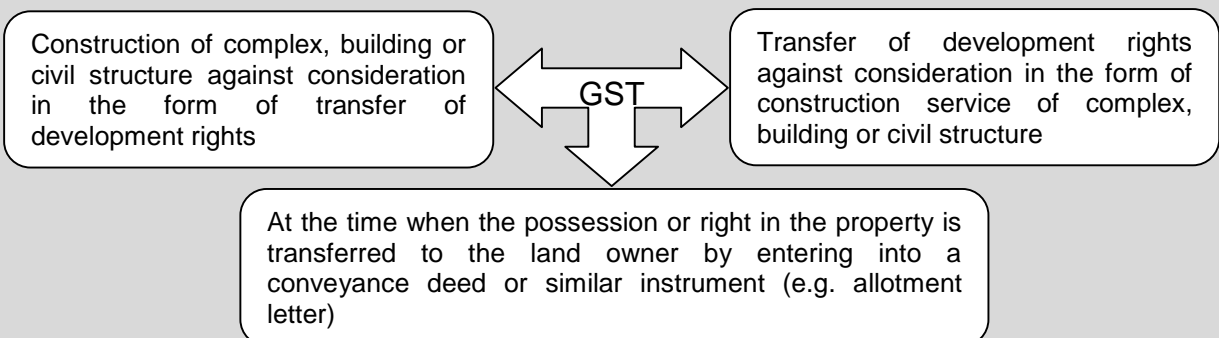 Construction of complex, building or
civil structure against consideration
in the form of transfer of
development rights
GST
Transfer of development rights
against consideration in the form of
construction service of complex,
building or civil structure
At the time when the possession or right in the property is
transferred to the land owner by entering into a
conveyance deed or similar instrument (e.g. allotment
letter)